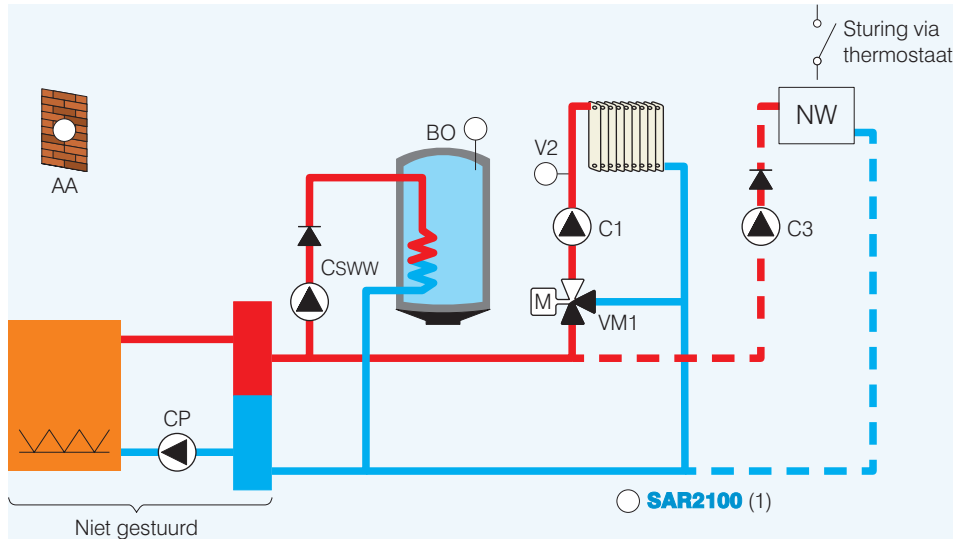 Sturing via
thermostaat
NW
BO
V2
AA
C1
C3
CSWW
M
VM1
CP
SAR2100 (1)
Niet gestuurd